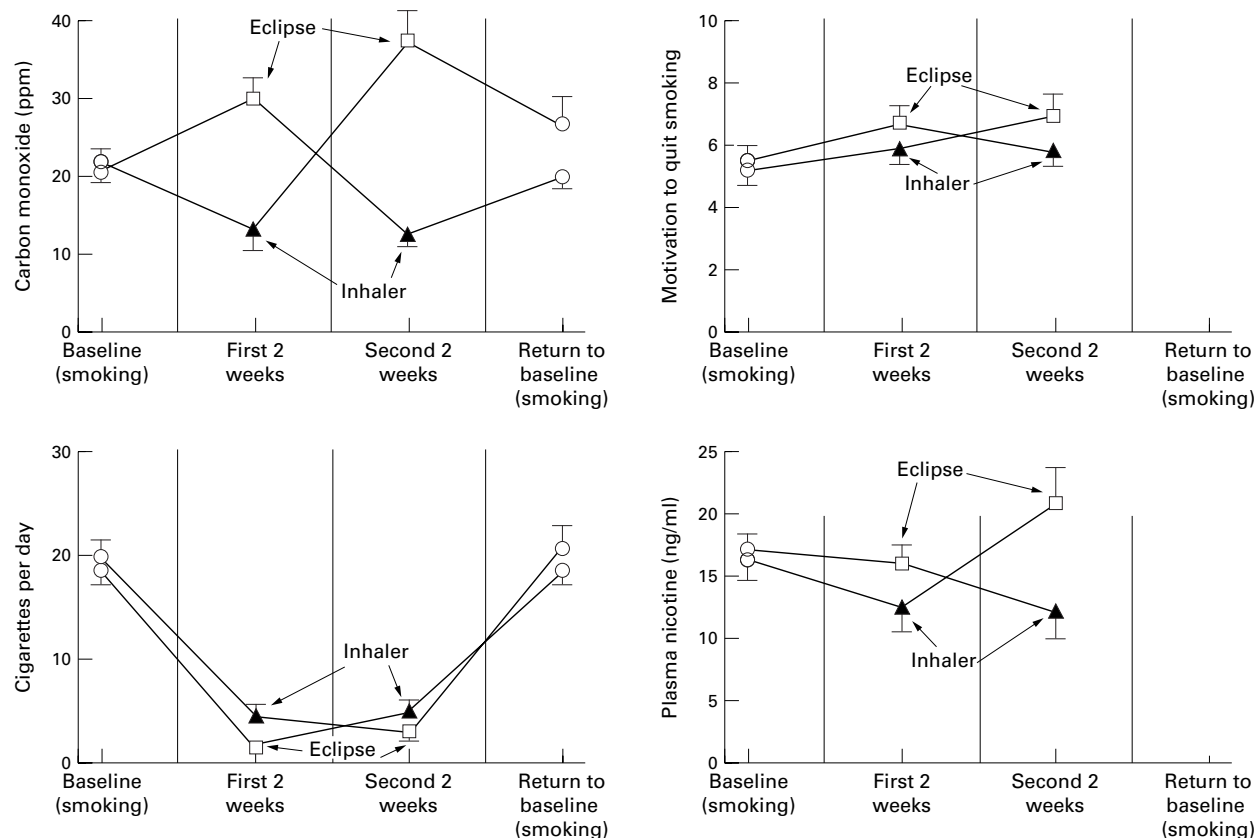 Carbon monoxide (ppm)
40
30
20
10
0
Eclipse
Inhaler
Baseline
(smoking)
First 2
weeks
Second 2
weeks
Return to
baseline
(smoking)
Motivation to quit smoking
10
8
6
4
2
0
Eclipse
Inhaler
Baseline
(smoking)
First 2
weeks
Second 2
weeks
Return to
baseline
(smoking)
Cigarettes per day
30
20
10
0
Inhaler
Eclipse
Baseline
(smoking)
First 2
weeks
Second 2
weeks
Return to
baseline
(smoking)
Plasma nicotine (ng/ml)
25
20
15
10
5
0
Eclipse
Inhaler
Baseline
(smoking)
First 2
weeks
Second 2
weeks
Return to
baseline
(smoking)